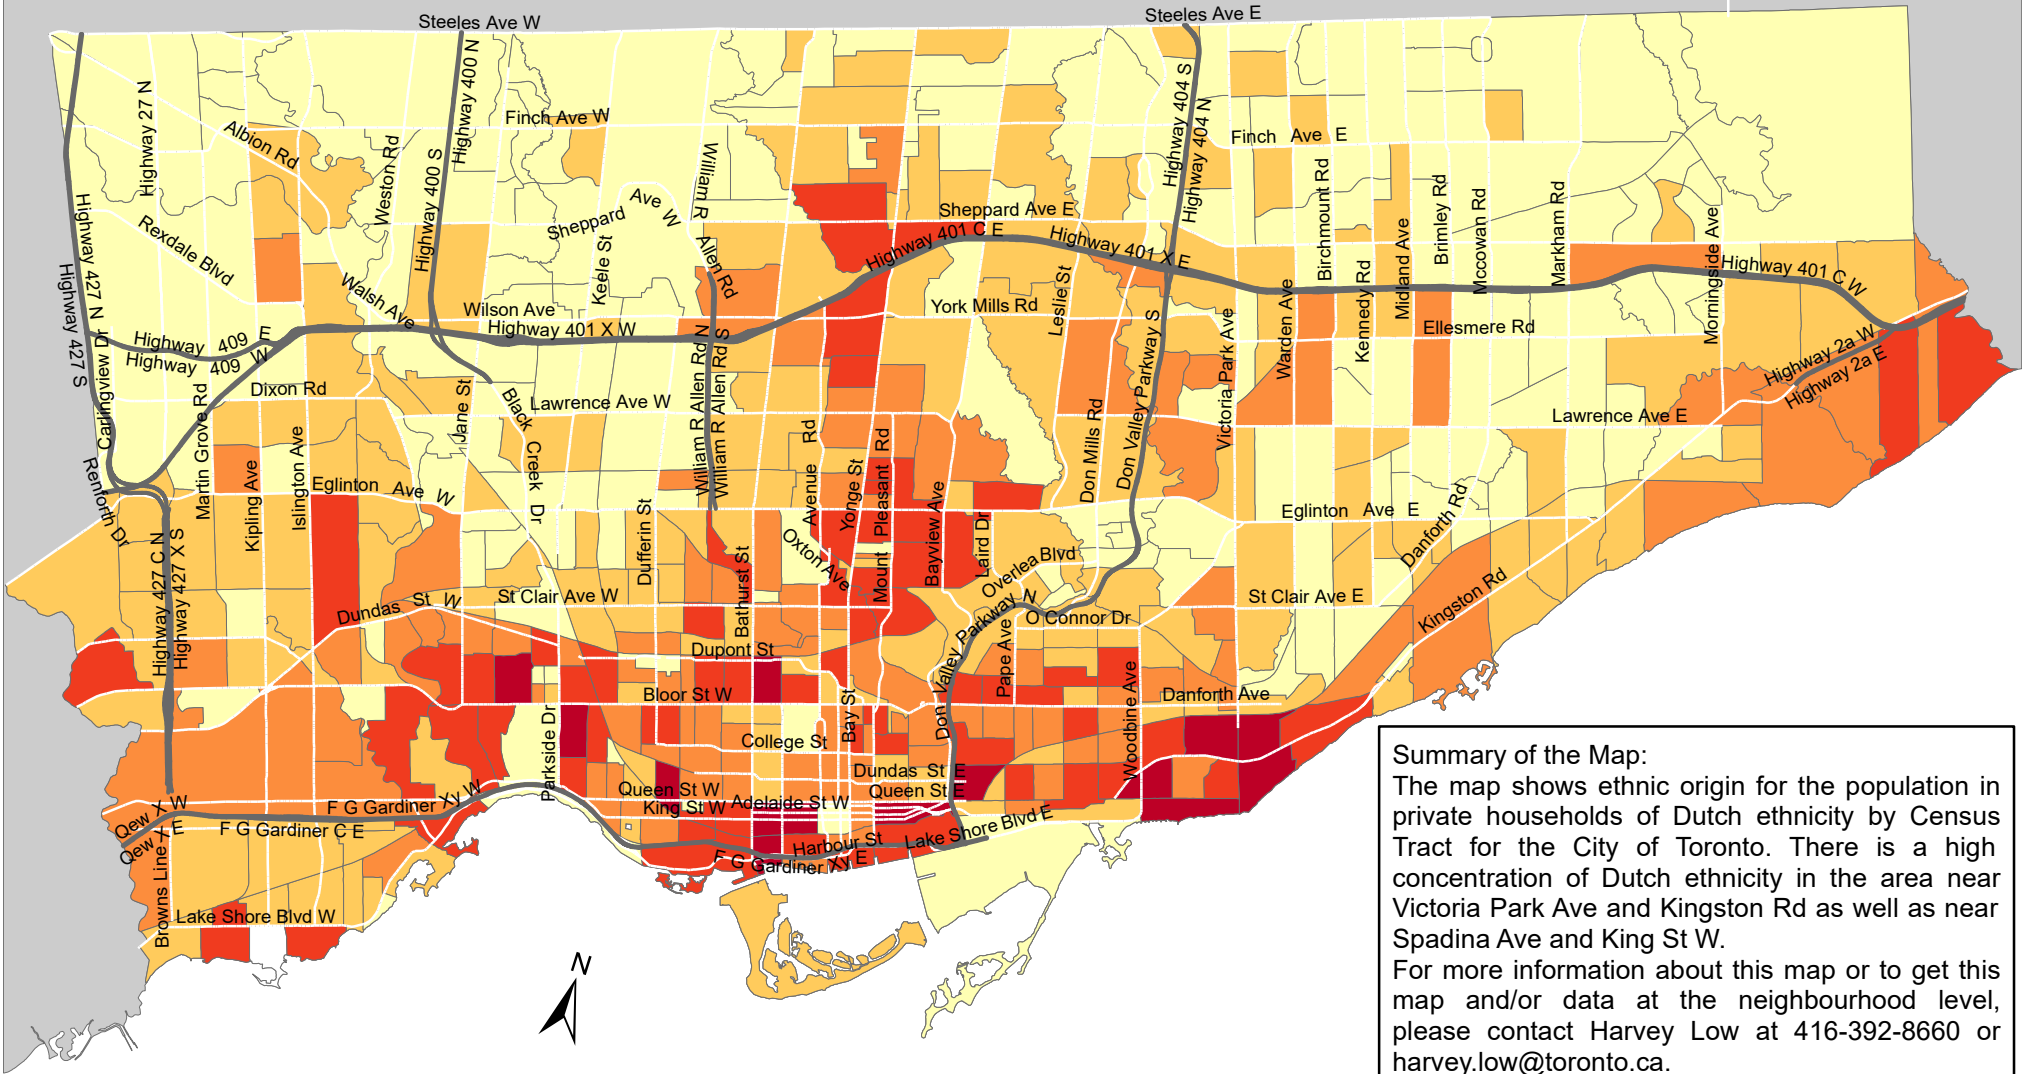 Steeles Ave W
Steeles Ave E
Highway 27 N
Albion Rd
Weston Rd
Highway 400 N
Highway 400 S
Finch Ave W
William R Allen Rd
Highway 404 S
Highway 404 N
Finch Ave E
Birchmount Rd
Midland Ave
Brimley Rd
Mccowan Rd
Markham Rd
Morningside Ave
Highway 427 N
Highway 427 S
Rexdale Blvd
Sheppard Ave W
Keele St
Sheppard Ave E
Highway 401 C E
Highway 401 X E
Highway 401 C W
Walsh Ave
Wilson Ave
Highway 401 X W
York Mills Rd
Leslie St
Warden Ave
Kennedy Rd
Ellesmere Rd
Highway 409 E
Highway 409 W
Carlingview Dr
Martin Grove Rd
Dixon Rd
Jane St
Black Creek Dr
Lawrence Ave W
William R Allen Rd N
William R Allen Rd S
Don Valley Parkway S
Victoria Park Ave
Highway 2a W
Highway 2a E
Lawrence Ave E
Renforth Dr
Kipling Ave
Islington Ave
Eglinton Ave W
Dufferin St
Avenue Rd
Yonge St
Mount Pleasant Rd
Bayview Ave
Laird Dr
Don Mills Rd
Eglinton Ave E
Danforth Rd
Highway 427 C N
Highway 427 X S
Dundas St W
St Clair Ave W
Bathurst St
Oxton Ave
Overlea Blvd
Don Valley Parkway N
O Connor Dr
St Clair Ave E
Kingston Rd
Dupont St
Bloor St W
Bay St
Pape Ave
Woodbine Ave
Danforth Ave
Parkside Dr
College St
Dundas St E
Queen St W
Queen St E
King St W
Adelaide St W
Qew X W
Qew X E
F G Gardiner Xy W
F G Gardiner C E
Harbour St
Lake Shore Blvd E
F G Gardiner Xy E
Browns Line
Lake Shore Blvd W
N
Summary of the Map:
The map shows ethnic origin for the population in
private households of Dutch ethnicity by Census
Tract for the City of Toronto. There is a high
concentration of Dutch ethnicity in the area near
Victoria Park Ave and Kingston Rd as well as near
Spadina Ave and King St W.
For more information about this map or to get this
map and/or data at the neighbourhood level,
please contact Harvey Low at 416-392-8660 or
harvey.low@toronto.ca.